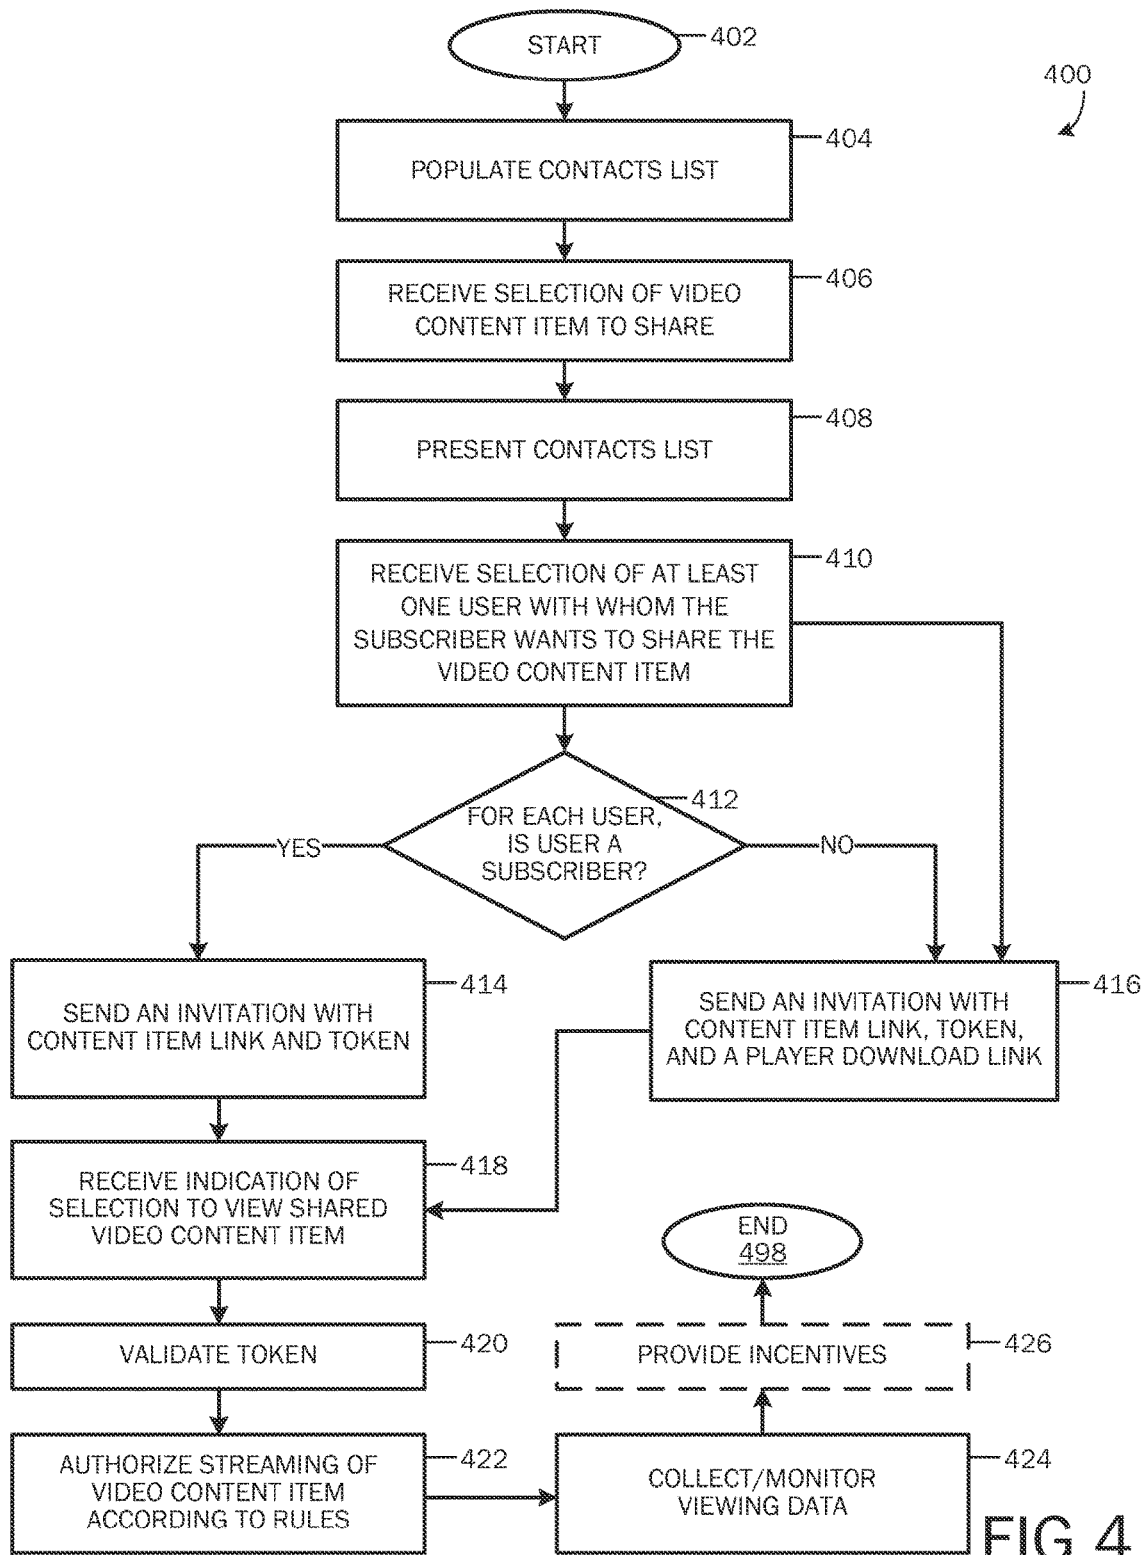 START
402
400
404
POPULATE CONTACTS LIST
406
RECEIVE SELECTION OF VIDEO
CONTENT ITEM TO SHARE
408
PRESENT CONTACTS LIST
410
RECEIVE SELECTION OF AT LEAST
ONE USER WITH WHOM THE
SUBSCRIBER WANTS TO SHARE THE
VIDEO CONTENT ITEM
412
FOR EACH USER,
IS USER A
SUBSCRIBER?
YES
NO
414
SEND AN INVITATION WITH
CONTENT ITEM LINK AND TOKEN
416
SEND AN INVITATION WITH
CONTENT ITEM LINK, TOKEN,
AND A PLAYER DOWNLOAD LINK
418
RECEIVE INDICATION OF
SELECTION TO VIEW SHARED
VIDEO CONTENT ITEM
END
498
VALIDATE TOKEN
420
PROVIDE INCENTIVES
426
AUTHORIZE STREAMING OF
VIDEO CONTENT ITEM
ACCORDING TO RULES
422
COLLECT/MONITOR
VIEWING DATA
424
FIG 4